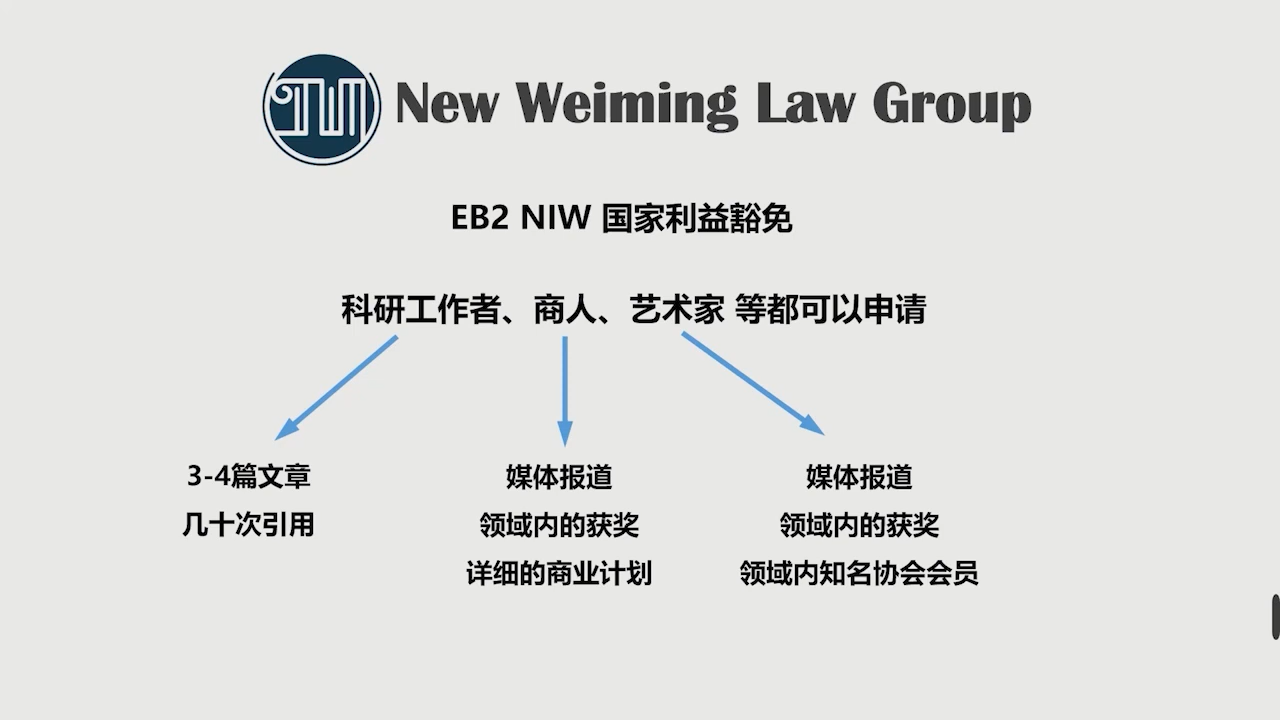 New Weiming Law Group
EB2 NIW 国家利益豁免
科研工作者、商人、艺术家 等都可以申请
3-4篇文章
几十次引用
媒体报道
领域内的获奖
详细的商业计划
媒体报道
领域内的获奖
领域内知名协会会员